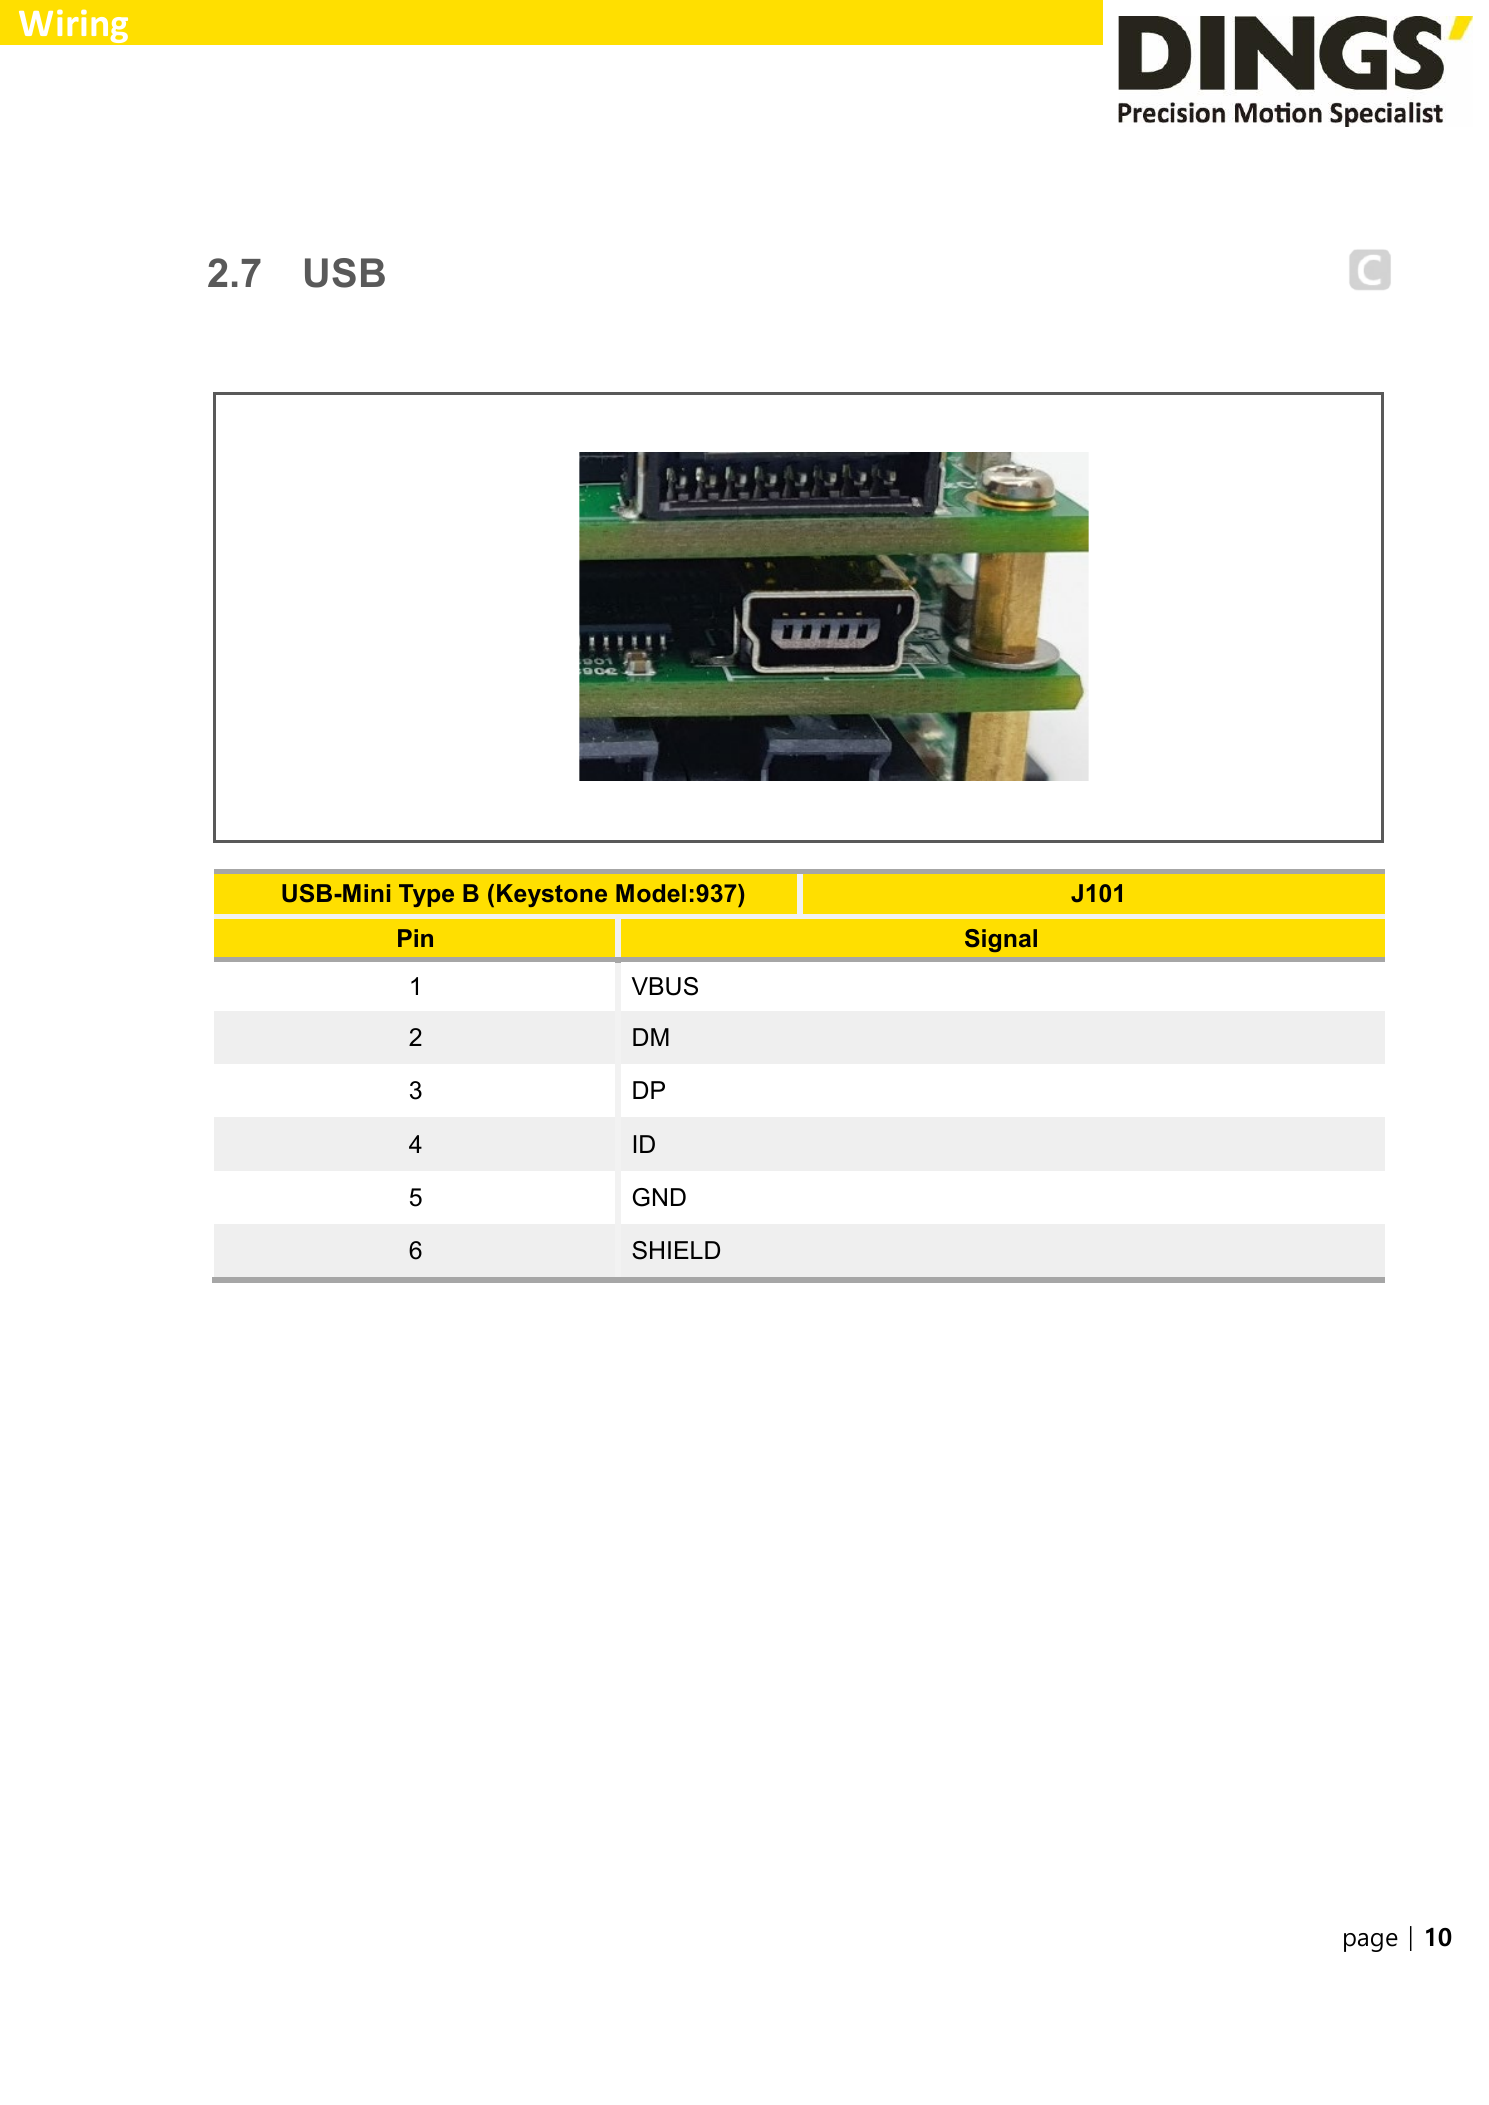 Wiring
DINGS'
Precision Motion Specialist
2.7 USB
C
USB-Mini Type B (Keystone Model:937) J101
Pin Signal
1 VBUS
2 DM
3 DP
4 ID
5 GND
6 SHIELD
page | 10